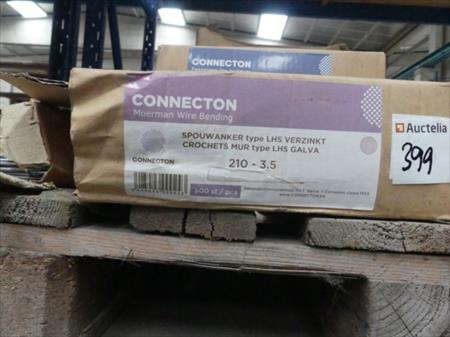 CONNECTON
CONNECTON
Moerman Wire Bending
SPOUWANKER type LHS VERZINKT
CROCHETS MUR type LHS GALVA
210 - 3.5
CONNECTON
500 st / pcs
Auctelia
399